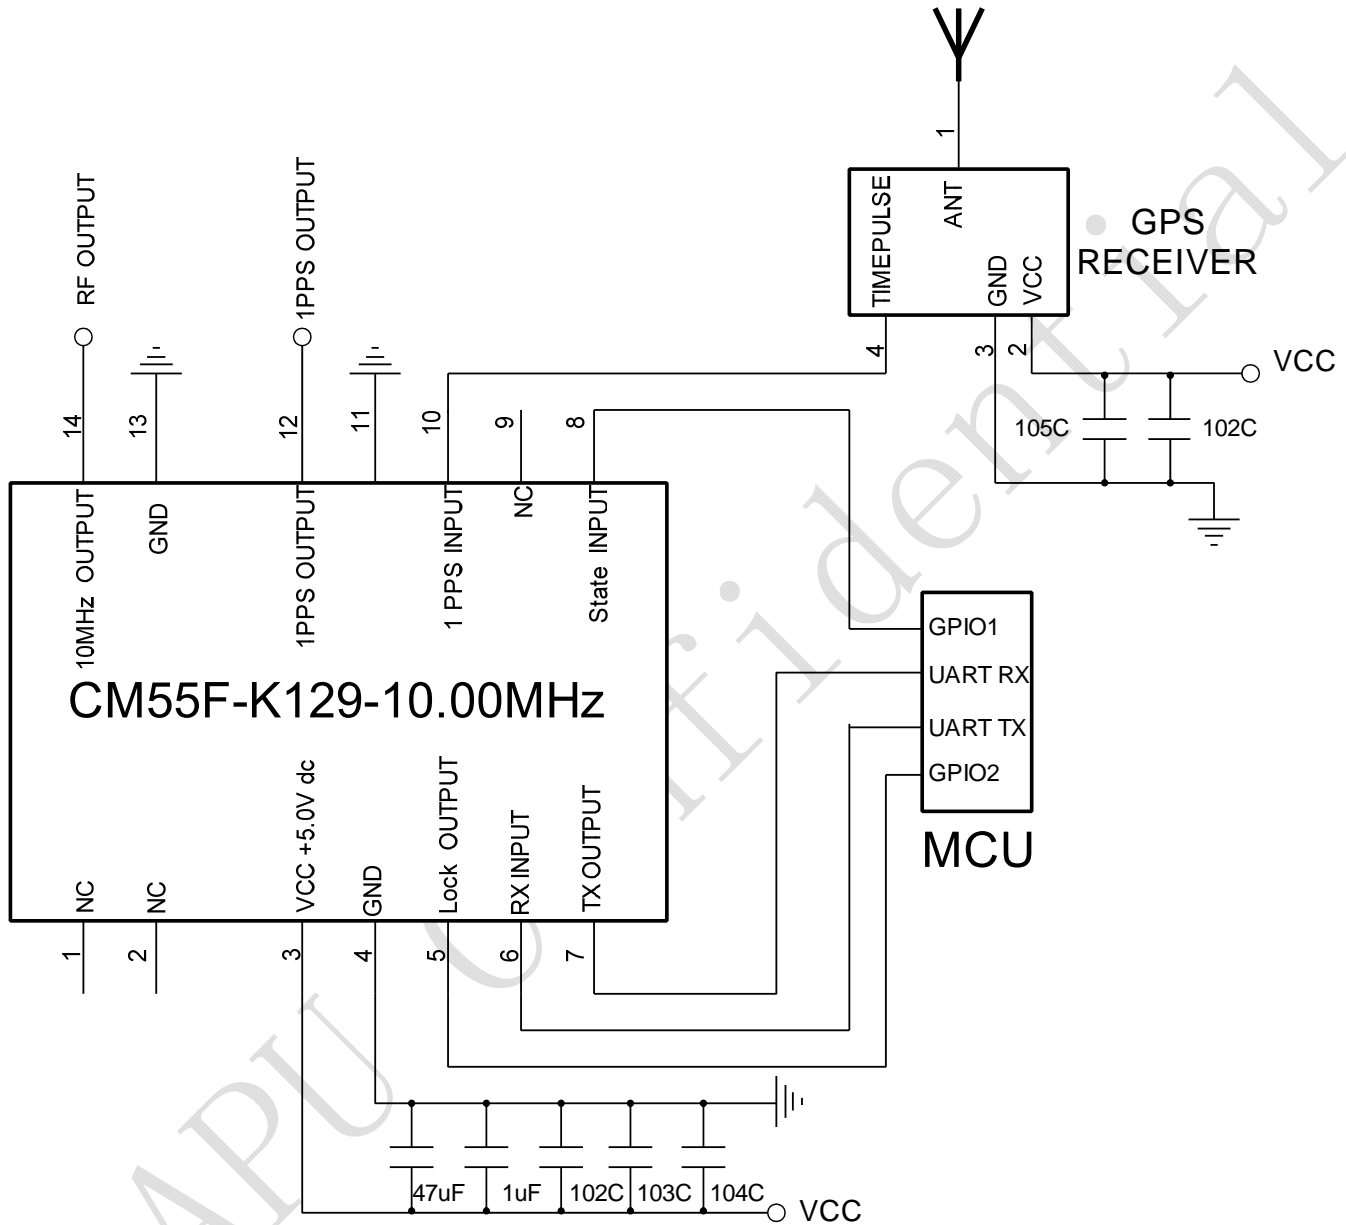 1
TIMEPULSE
ANT
GND
VCC
GPS
RECEIVER
4
3
2
VCC
105C
102C
RF OUTPUT
1PPS OUTPUT
14
13
12
11
10
9
8
10MHz OUTPUT
GND
1PPS OUTPUT
1 PPS INPUT
NC
State INPUT
CM55F-K129-10.00MHz
GPIO1
UART RX
UART TX
GPIO2
MCU
NC
NC
VCC +5.0V dc
GND
Lock OUTPUT
RX INPUT
TX OUTPUT
1
2
3
4
5
6
7
47uF
1uF
102C
103C
104C
VCC
APU Confidential